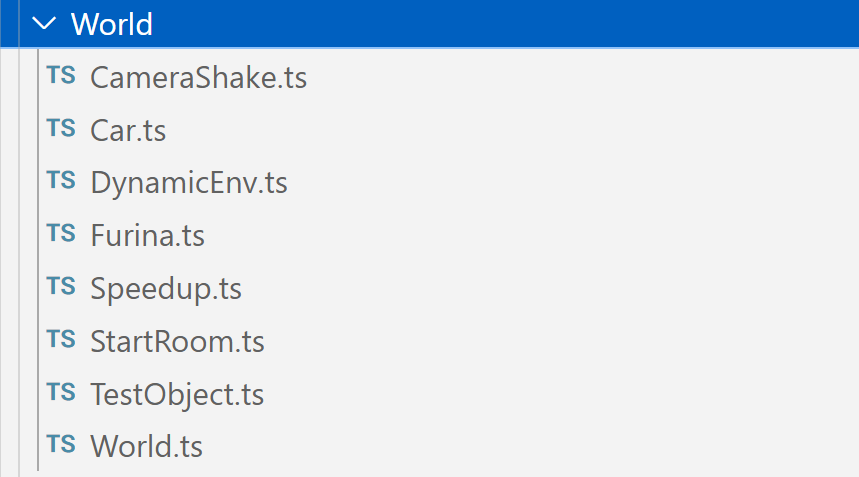 World
TS CameraShake.ts
TS Car.ts
TS DynamicEnv.ts
TS Furina.ts
TS Speedup.ts
TS StartRoom.ts
TS TestObject.ts
TS World.ts